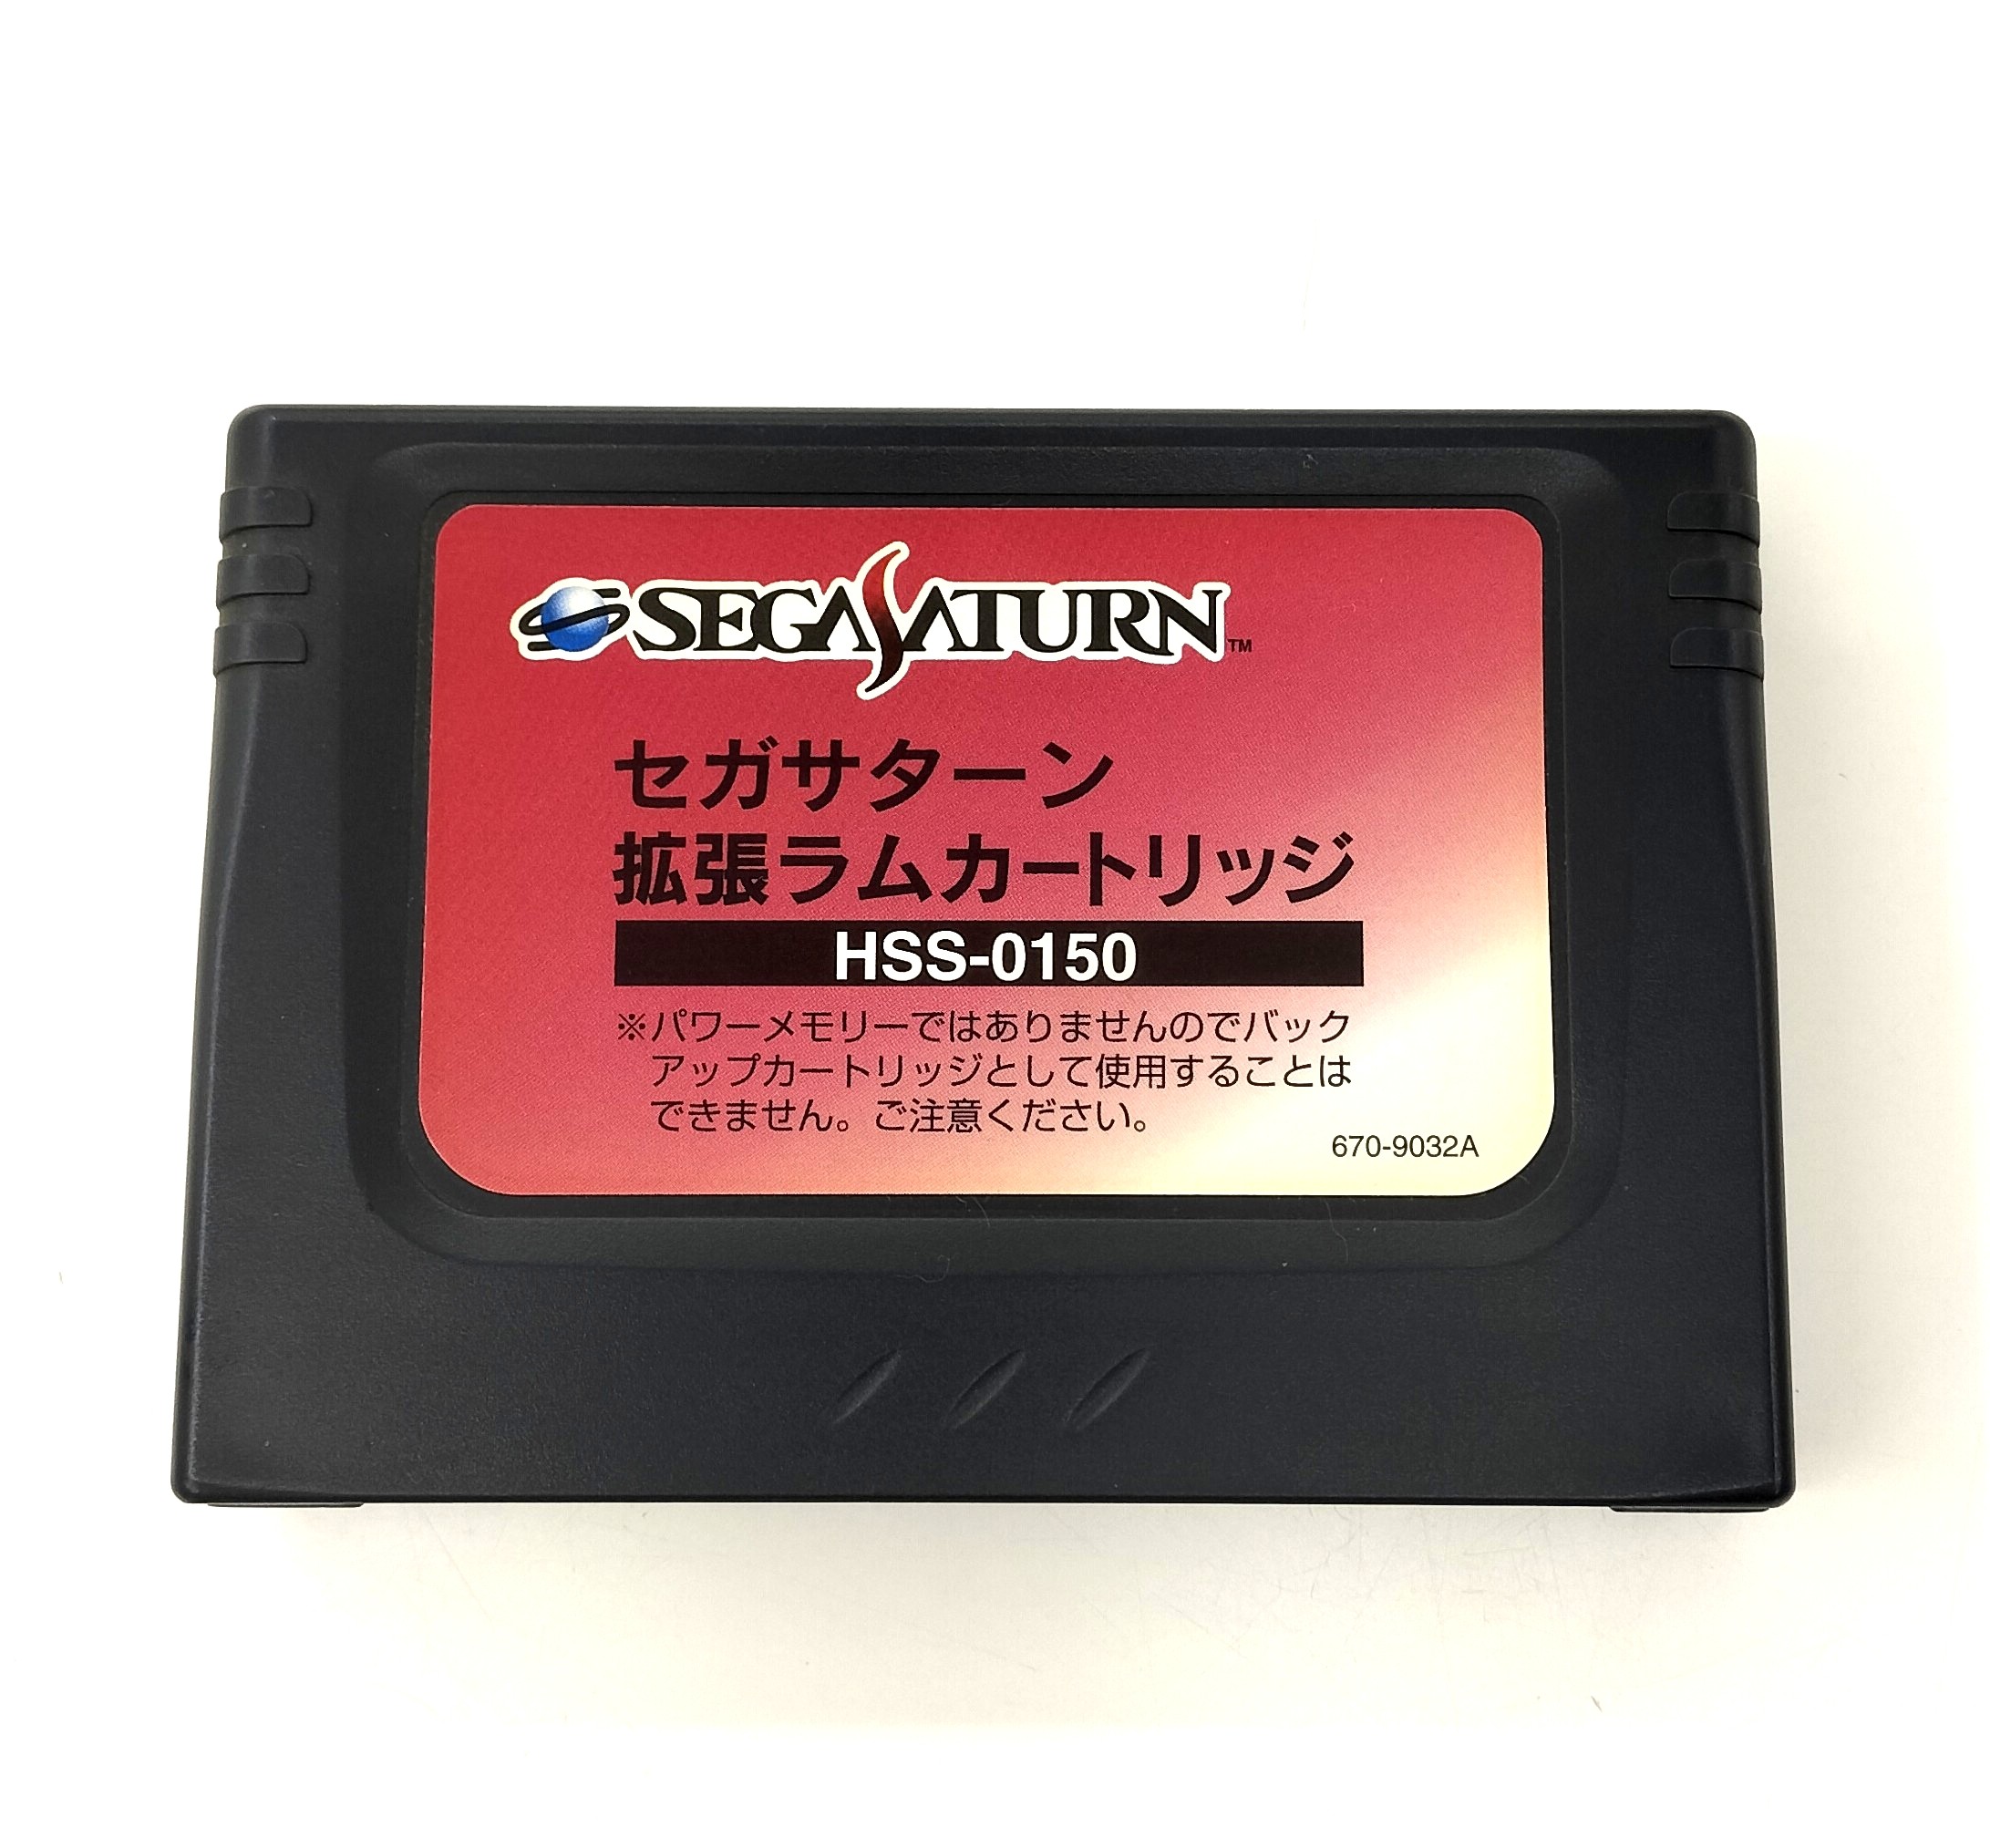 SEGA SATURN™
セガサターン
拡張ラムカートリッジ
HSS-0150
※パワーメモリーではありませんのでバック
アップカートリッジとして使用することは
できません。ご注意ください。
670-9032A